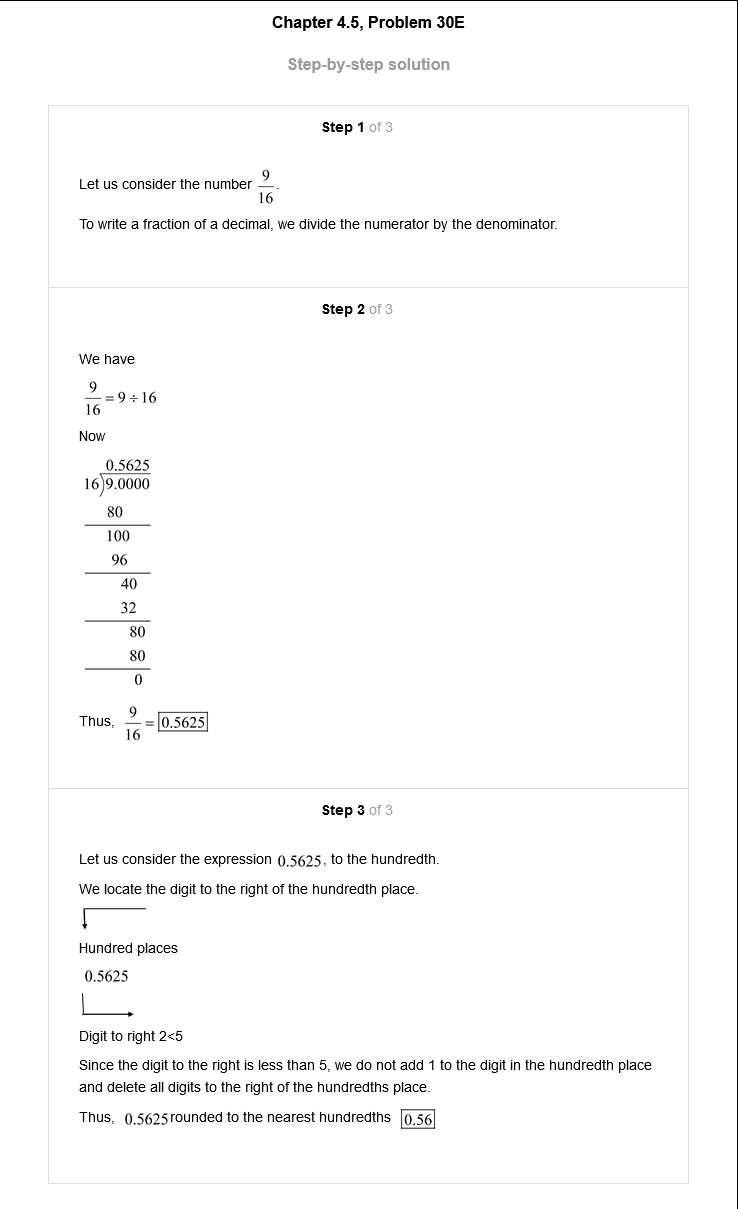 Chapter 4.5, Problem 30E
Step-by-step solution
Step 1 of 3
Let us consider the number 9/16.
To write a fraction of a decimal, we divide the numerator by the denominator.
Step 2 of 3
We have
9/16 = 9 ÷ 16
Now
0.5625
16)9.0000
80
100
96
40
32
80
80
0
Thus, 9/16 = 0.5625
Step 3 of 3
Let us consider the expression 0.5625, to the hundredth.
We locate the digit to the right of the hundredth place.
Hundred places
0.5625
Digit to right 2<5
Since the digit to the right is less than 5, we do not add 1 to the digit in the hundredth place
and delete all digits to the right of the hundredths place.
Thus, 0.5625 rounded to the nearest hundredths 0.56